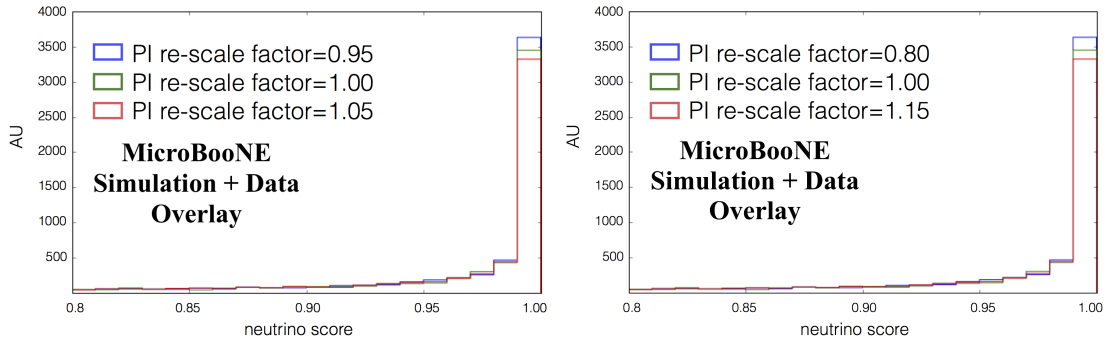 4000
3500
3000
2500
2000
1500
1000
500
AU
PI re-scale factor=0.95
PI re-scale factor=1.00
PI re-scale factor=1.05
MicroBooNE
Simulation + Data
Overlay
0.8 0.85 0.90 0.95 1.00
neutrino score
4000
3500
3000
2500
2000
1500
1000
500
AU
PI re-scale factor=0.80
PI re-scale factor=1.00
PI re-scale factor=1.15
MicroBooNE
Simulation + Data
Overlay
0.8 0.85 0.90 0.95 1.00
neutrino score